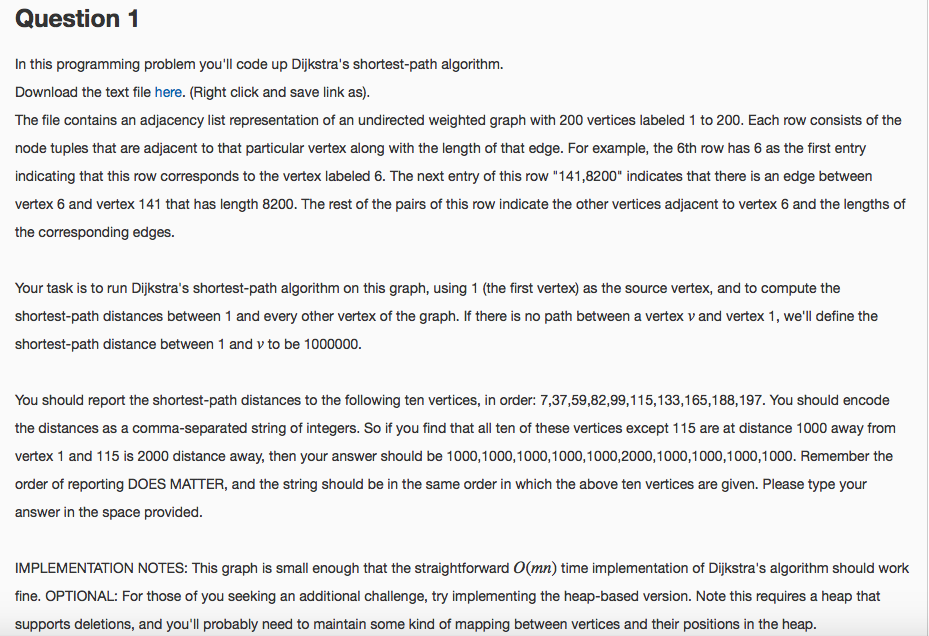 Question 1
In this programming problem you'll code up Dijkstra's shortest-path algorithm.
Download the text file here. (Right click and save link as).
The file contains an adjacency list representation of an undirected weighted graph with 200 vertices labeled 1 to 200. Each row consists of the
node tuples that are adjacent to that particular vertex along with the length of that edge. For example, the 6th row has 6 as the first entry
indicating that this row corresponds to the vertex labeled 6. The next entry of this row "141,8200" indicates that there is an edge between
vertex 6 and vertex 141 that has length 8200. The rest of the pairs of this row indicate the other vertices adjacent to vertex 6 and the lengths of
the corresponding edges.
Your task is to run Dijkstra's shortest-path algorithm on this graph, using 1 (the first vertex) as the source vertex, and to compute the
shortest-path distances between 1 and every other vertex of the graph. If there is no path between a vertex v and vertex 1, we'll define the
shortest-path distance between 1 and v to be 1000000.
You should report the shortest-path distances to the following ten vertices, in order: 7,37,59,82,99,115,133,165,188,197. You should encode
the distances as a comma-separated string of integers. So if you find that all ten of these vertices except 115 are at distance 1000 away from
vertex 1 and 115 is 2000 distance away, then your answer should be 1000,1000,1000,1000,1000,2000,1000,1000,1000,1000. Remember the
order of reporting DOES MATTER, and the string should be in the same order in which the above ten vertices are given. Please type your
answer in the space provided.
IMPLEMENTATION NOTES: This graph is small enough that the straightforward O(mn) time implementation of Dijkstra's algorithm should work
fine. OPTIONAL: For those of you seeking an additional challenge, try implementing the heap-based version. Note this requires a heap that
supports deletions, and you'll probably need to maintain some kind of mapping between vertices and their positions in the heap.